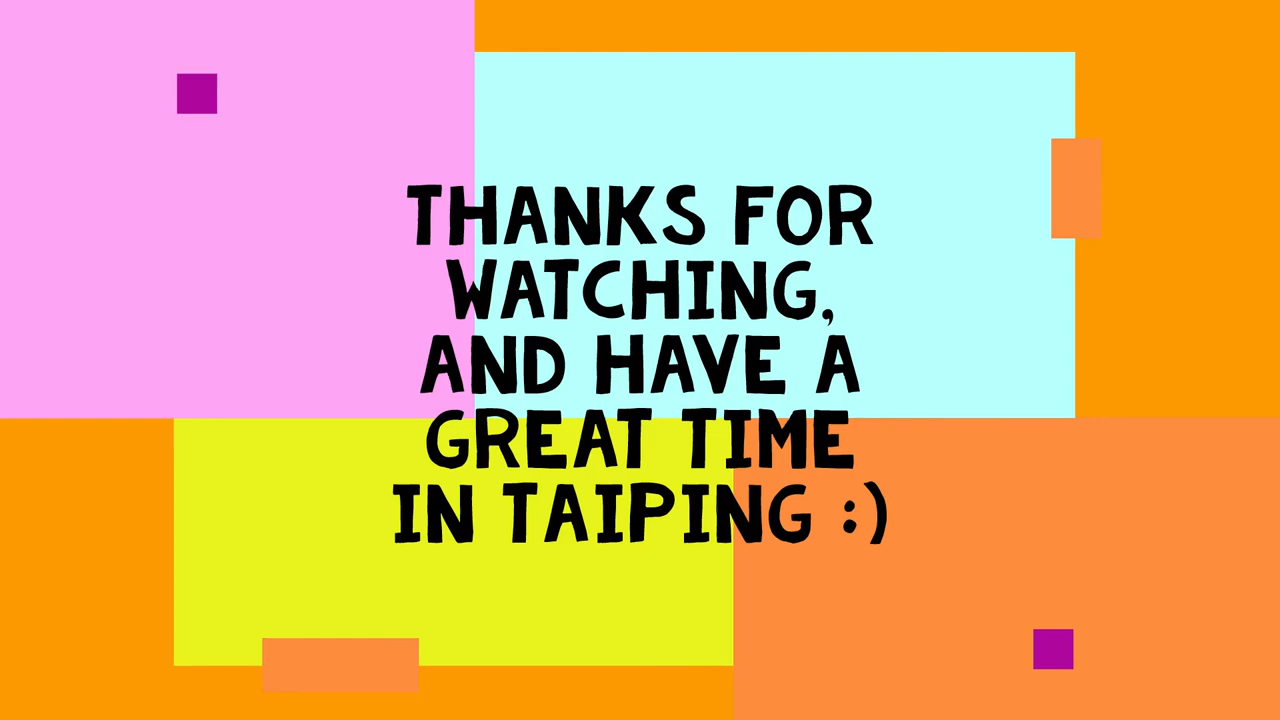 THANKS FOR
WATCHING,
AND HAVE A
GREAT TIME
IN TAIPING :)